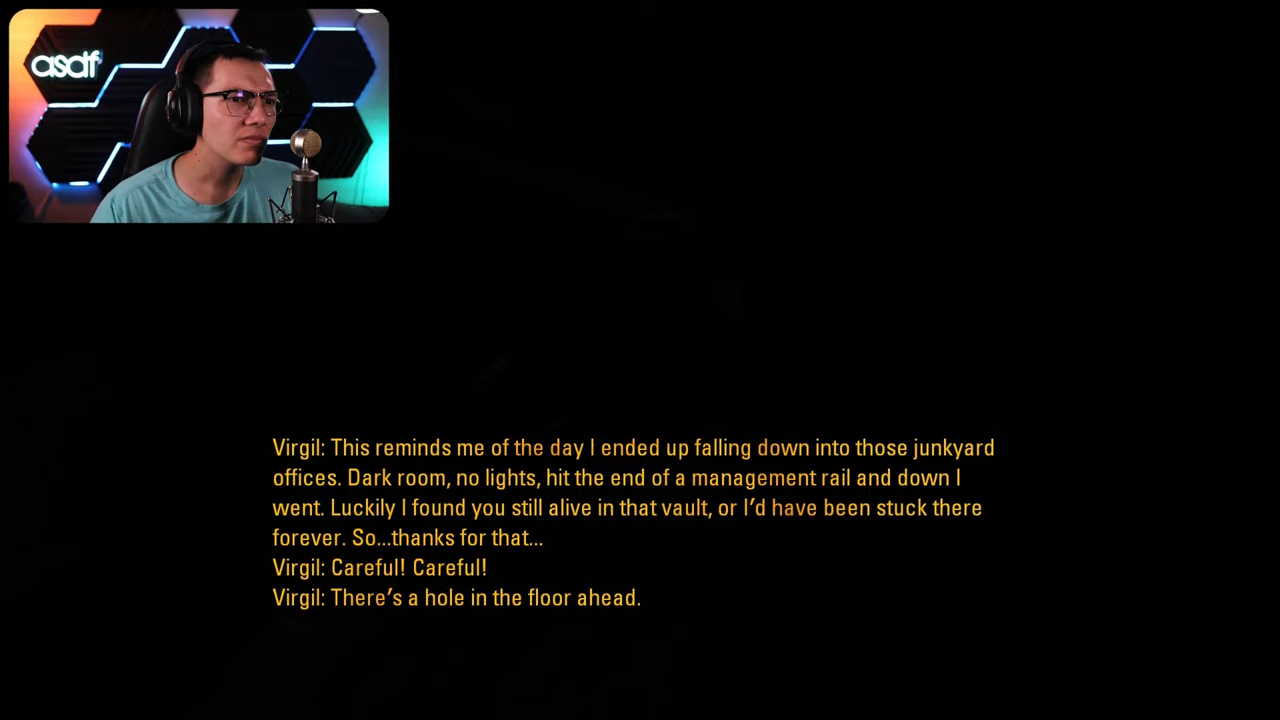 asdf
Virgil: This reminds me of the day I ended up falling down into those junkyard
offices. Dark room, no lights, hit the end of a management rail and down I
went. Luckily I found you still alive in that vault, or I’d have been stuck there
forever. So...thanks for that...
Virgil: Careful! Careful!
Virgil: There’s a hole in the floor ahead.